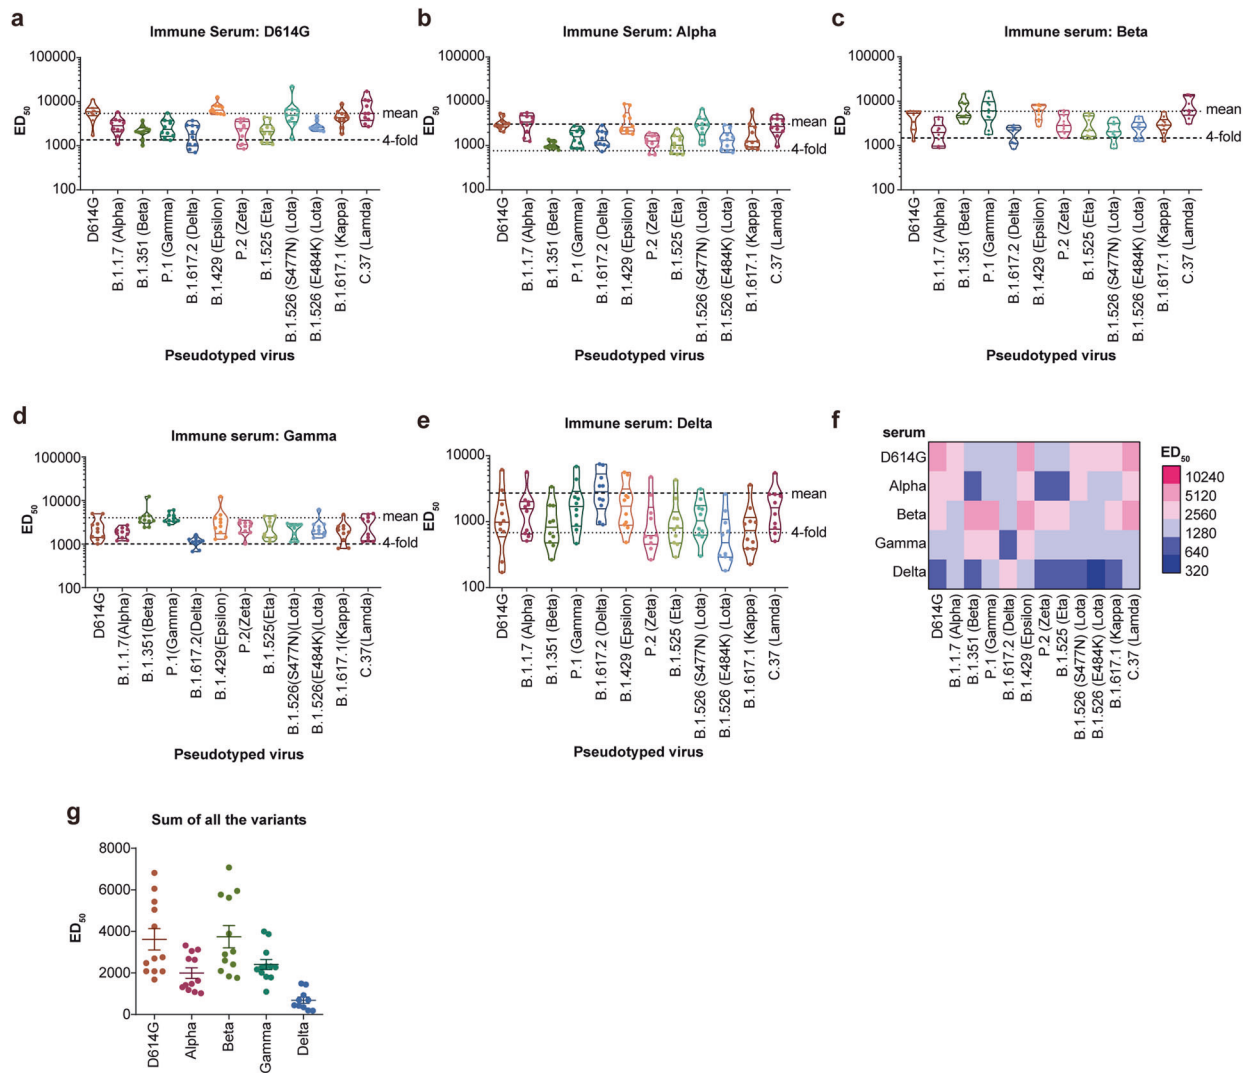 a
Immune Serum: D614G
100000
10000
1000
100
ED50
mean
4-fold
D614G
B.1.1.7 (Alpha)
B.1.351 (Beta)
P.1 (Gamma)
B.1.617.2 (Delta)
B.1.429 (Epsilon)
P.2 (Zeta)
B.1.525 (Eta)
B.1.526 (S477N) (Lota)
B.1.526 (E484K) (Lota)
B.1.617.1 (Kappa)
C.37 (Lamda)
Pseudotyped virus
b
Immune Serum: Alpha
100000
10000
1000
100
ED50
mean
4-fold
D614G
B.1.1.7 (Alpha)
B.1.351 (Beta)
P.1 (Gamma)
B.1.617.2 (Delta)
B.1.429 (Epsilon)
P.2 (Zeta)
B.1.525 (Eta)
B.1.526 (S477N) (Lota)
B.1.526 (E484K) (Lota)
B.1.617.1 (Kappa)
C.37 (Lamda)
Pseudotyped virus
c
Immune serum: Beta
100000
10000
1000
100
ED50
mean
4-fold
D614G
B.1.1.7 (Alpha)
B.1.351 (Beta)
P.1 (Gamma)
B.1.617.2 (Delta)
B.1.429 (Epsilon)
P.2 (Zeta)
B.1.525 (Eta)
B.1.526 (S477N) (Lota)
B.1.526 (E484K) (Lota)
B.1.617.1 (Kappa)
C.37 (Lamda)
Pseudotyped virus
d
Immune serum: Gamma
100000
10000
1000
100
ED50
mean
4-fold
D614G
B.1.1.7(Alpha)
B.1.351(Beta)
P.1(Gamma)
B.1.617.2(Delta)
B.1.429(Epsilon)
P.2(Zeta)
B.1.525(Eta)
B.1.526(S477N)(Lota)
B.1.526(E484K)(Lota)
B.1.617.1(Kappa)
C.37(Lamda)
Pseudotyped virus
e
Immune serum: Delta
10000
1000
100
ED50
mean
4-fold
D614G
B.1.1.7 (Alpha)
B.1.351 (Beta)
P.1 (Gamma)
B.1.617.2 (Delta)
B.1.429 (Epsilon)
P.2 (Zeta)
B.1.525 (Eta)
B.1.526 (S477N) (Lota)
B.1.526 (E484K) (Lota)
B.1.617.1 (Kappa)
C.37 (Lamda)
Pseudotyped virus
f
serum
D614G
Alpha
Beta
Gamma
Delta
ED50
10240
5120
2560
1280
640
320
D614G
B.1.1.7 (Alpha)
B.1.351 (Beta)
P.1 (Gamma)
B.1.617.2 (Delta)
B.1.429 (Epsilon)
P.2 (Zeta)
B.1.525 (Eta)
B.1.526 (S477N) (Lota)
B.1.526 (E484K) (Lota)
B.1.617.1 (Kappa)
C.37 (Lamda)
g
Sum of all the variants
8000
6000
4000
2000
0
ED50
D614G
Alpha
Beta
Gamma
Delta